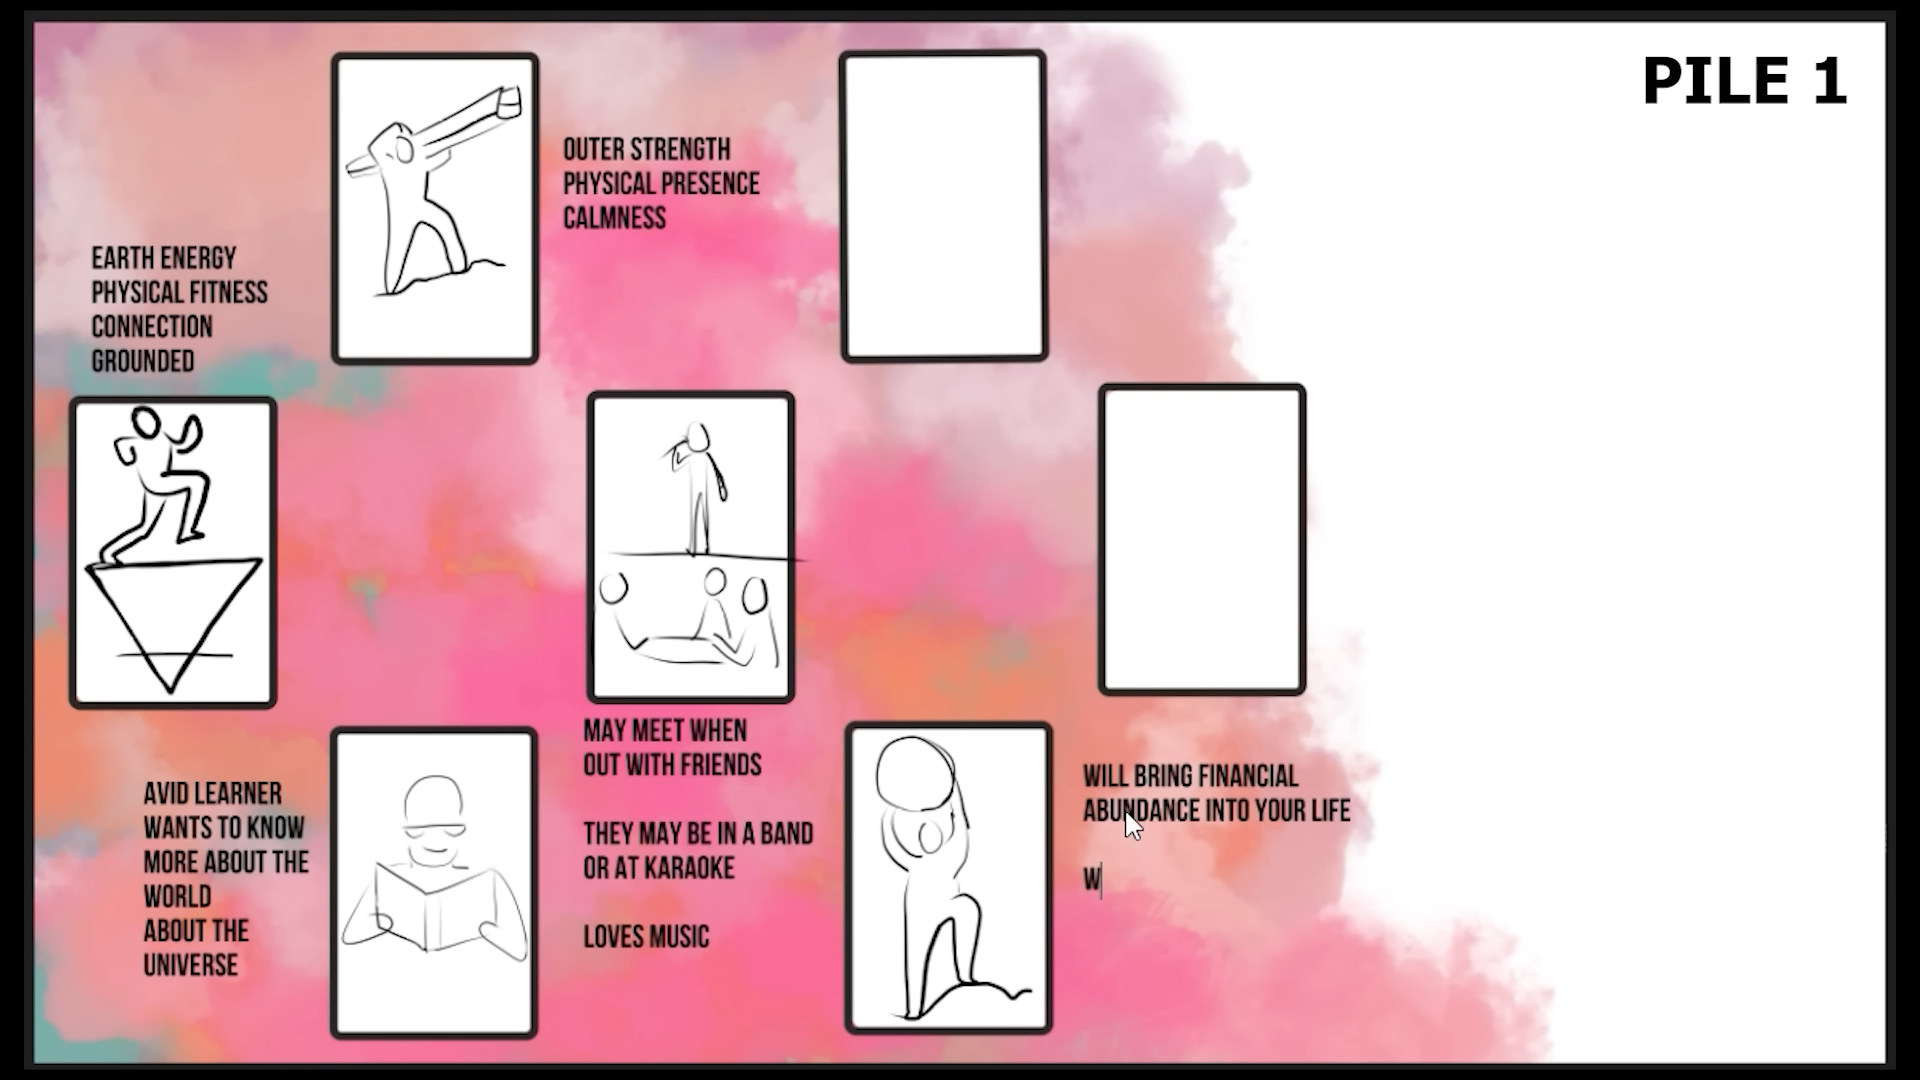 PILE 1
OUTER STRENGTH
PHYSICAL PRESENCE
CALMNESS
EARTH ENERGY
PHYSICAL FITNESS
CONNECTION
GROUNDED
MAY MEET WHEN
OUT WITH FRIENDS
THEY MAY BE IN A BAND
OR AT KARAOKE
LOVES MUSIC
WILL BRING FINANCIAL
ABUNDANCE INTO YOUR LIFE
W
AVID LEARNER
WANTS TO KNOW
MORE ABOUT THE
WORLD
ABOUT THE
UNIVERSE